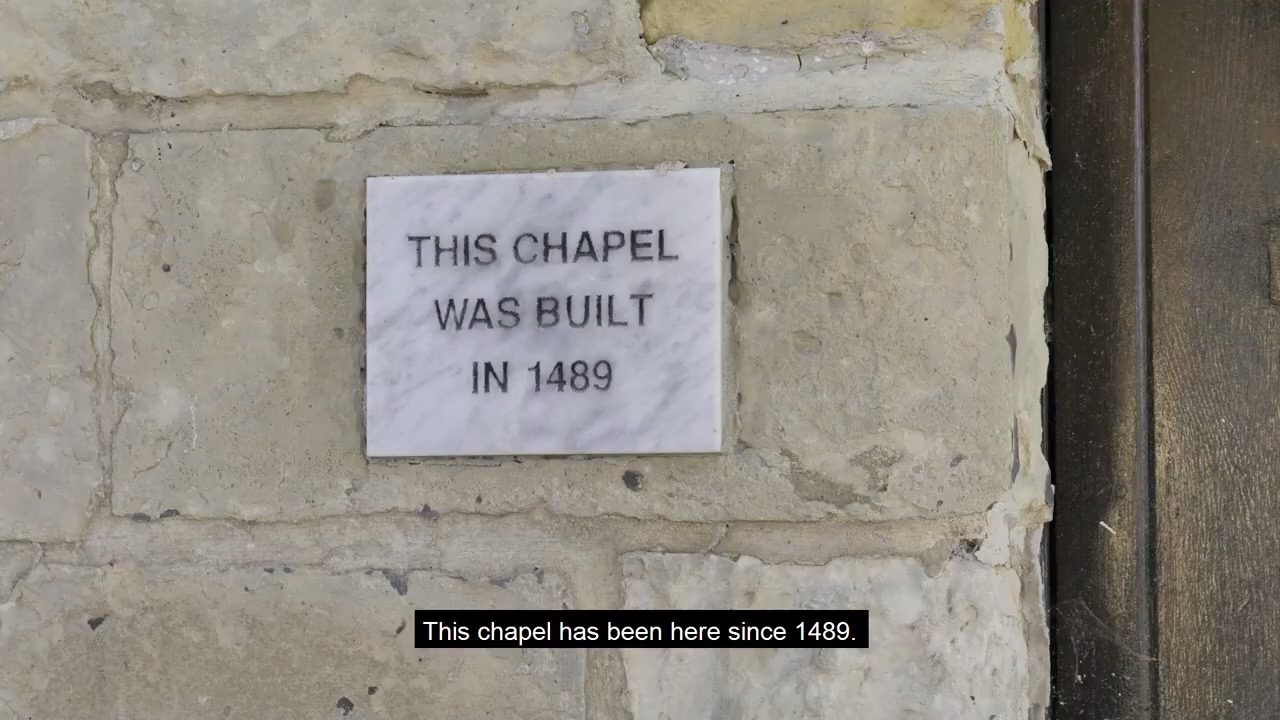 THIS CHAPEL
WAS BUILT
IN 1489
This chapel has been here since 1489.